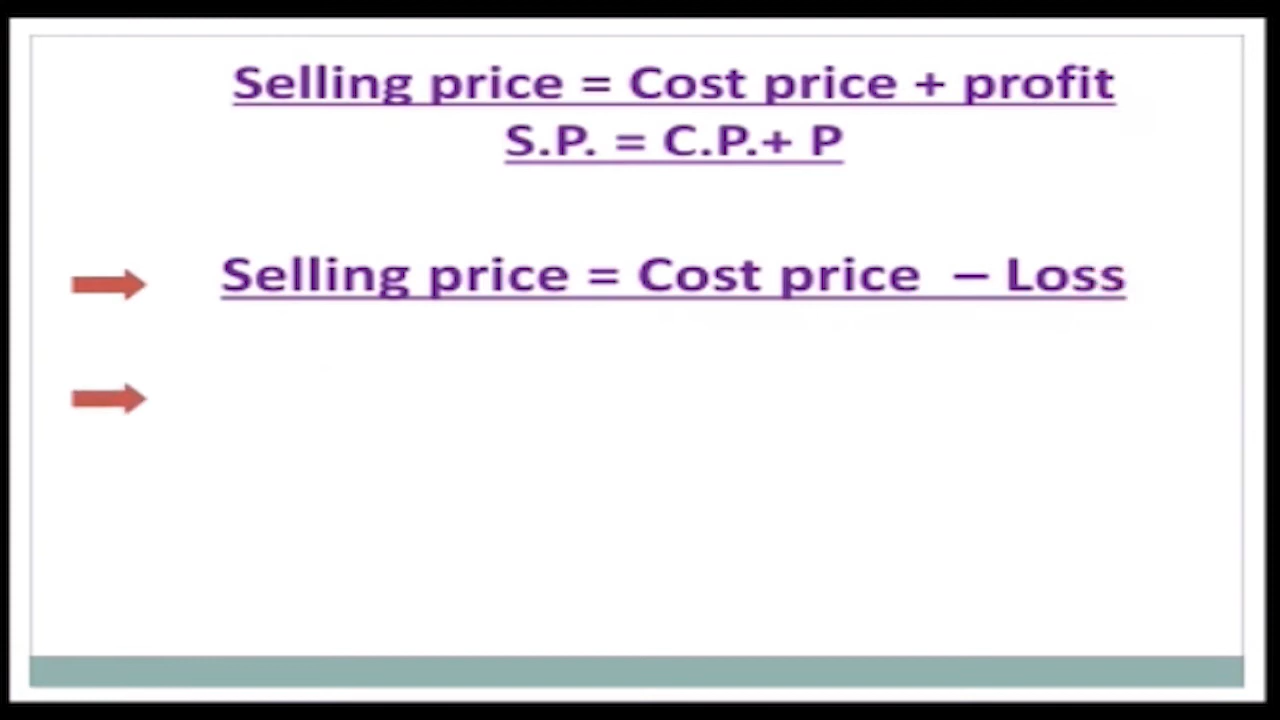 Selling price = Cost price + profit
S.P. = C.P.+ P
Selling price = Cost price – Loss